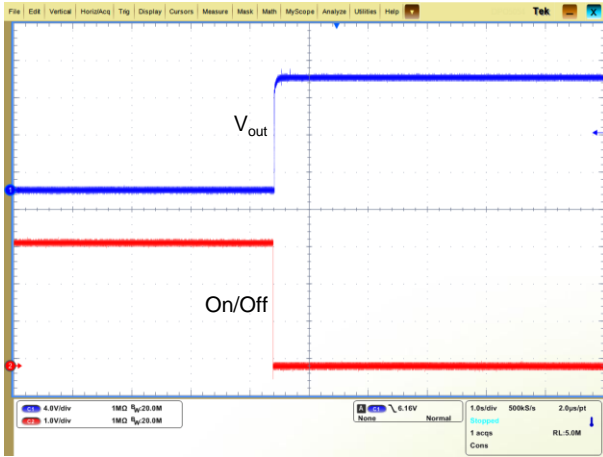 File Edit Vertical Horiz/Acq Trig Display Cursors Measure Mask Math MyScope Analyze Utilities Help Tek X
Vout
1
On/Off
2
C1 4.0V/div 1MΩ BW:20.0M
C2 1.0V/div 1MΩ BW:20.0M
A C1 6.16V
None Normal
1.0s/div 500kS/s 2.0µs/pt
Stopped
1 acqs RL:5.0M
Cons